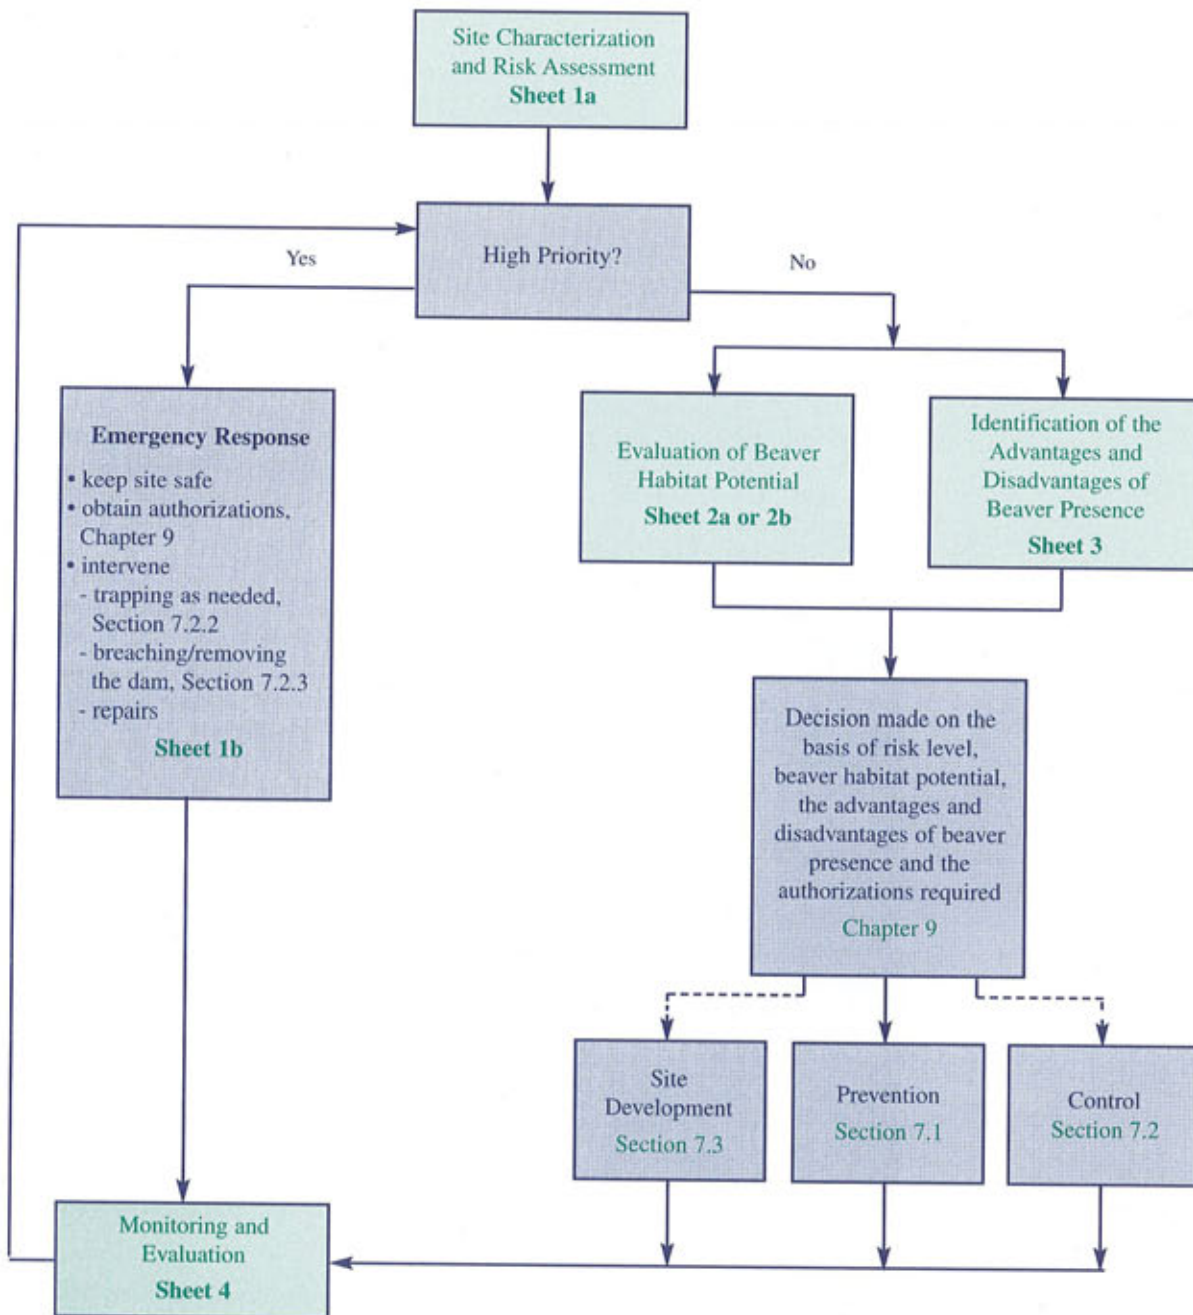 Site Characterization
and Risk Assessment
Sheet 1a
High Priority?
Yes
No
Emergency Response
• keep site safe
• obtain authorizations,
Chapter 9
• intervene
- trapping as needed,
Section 7.2.2
- breaching/removing
the dam, Section 7.2.3
- repairs
Sheet 1b
Evaluation of Beaver
Habitat Potential
Sheet 2a or 2b
Identification of the
Advantages and
Disadvantages of
Beaver Presence
Sheet 3
Decision made on the
basis of risk level,
beaver habitat potential,
the advantages and
disadvantages of beaver
presence and the
authorizations required
Chapter 9
Site
Development
Section 7.3
Prevention
Section 7.1
Control
Section 7.2
Monitoring and
Evaluation
Sheet 4